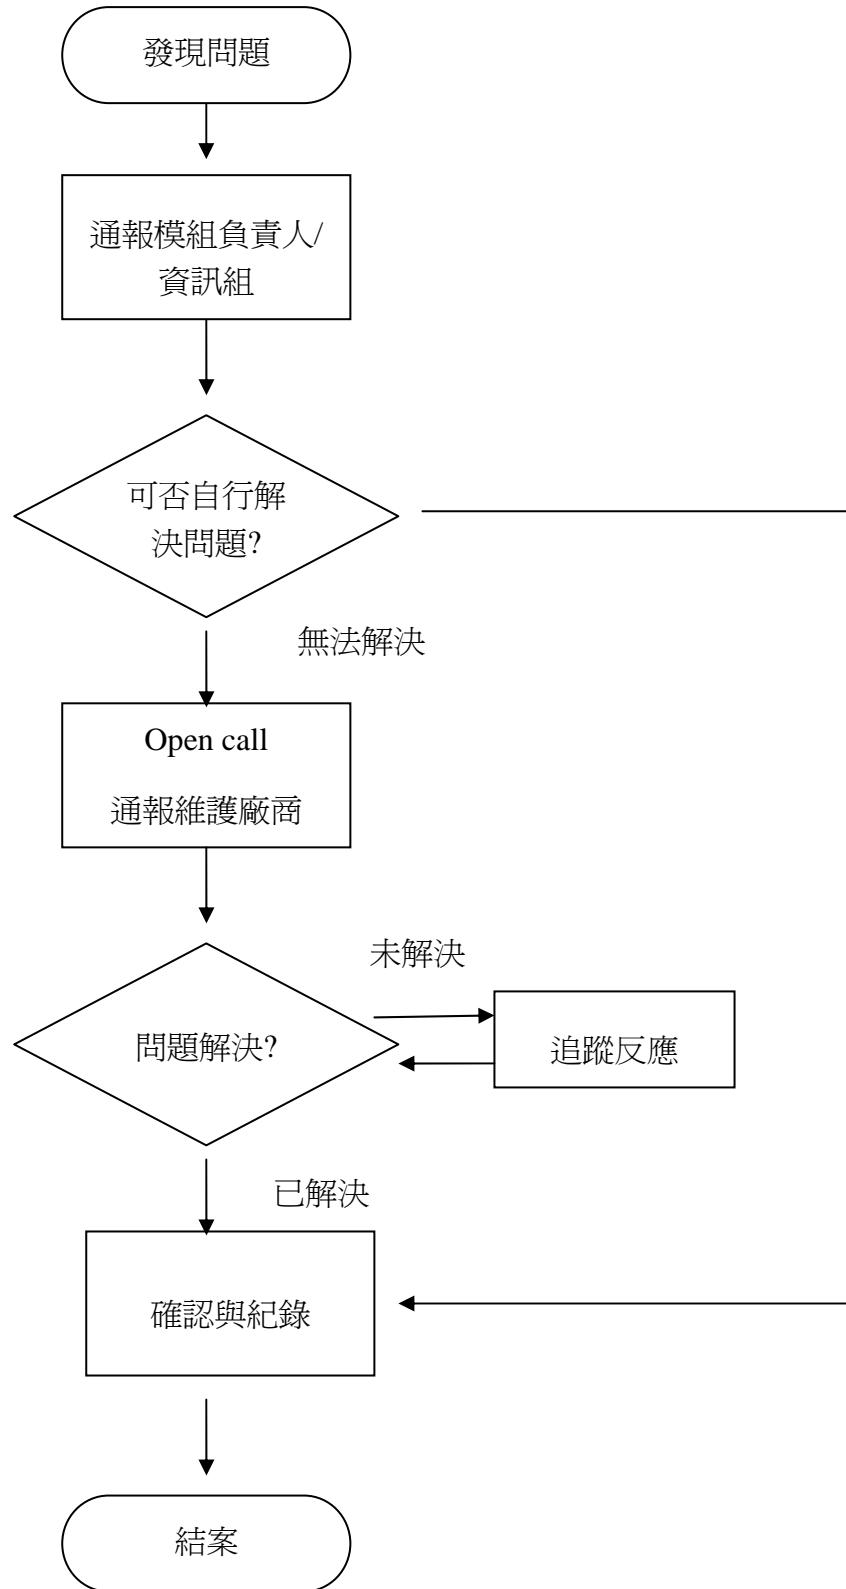 發現問題
通報模組負責人/
資訊組
可否自行解
決問題?
無法解決
Open call
通報維護廠商
未解決
問題解決?
追蹤反應
已解決
確認與紀錄
結案